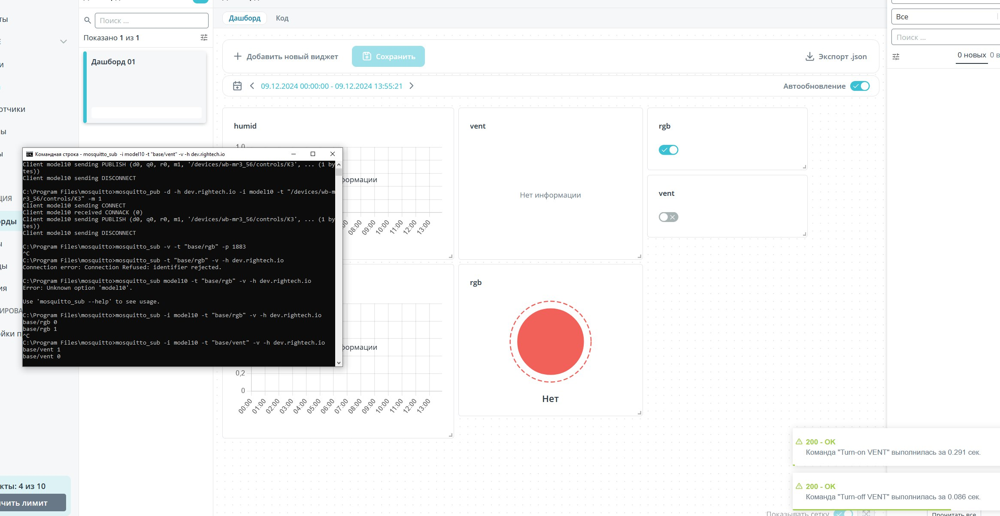 Поиск ...
Показано 1 из 1
Дашборд 01
Дашборд
Код
Добавить новый виджет
Сохранить
Экспорт .json
09.12.2024 00:00:00 - 09.12.2024 13:55:21
Автообновление
humid
1,0
формации
08:00
09:00
10:00
11:00
12:00
13:00
vent
Нет информации
rgb
vent
rgb
Нет
формации
0,2
0
00:00
01:00
02:00
03:00
04:00
05:00
06:00
07:00
08:00
09:00
10:00
11:00
12:00
13:00
Командная строка - mosquitto_sub -i model10 -t "base/vent" -v -h dev.rightech.io
Client model10 sending PUBLISH (d0, q0, r0, m1, '/devices/wb-mr3_56/controls/K3', ... (1 by
tes))
Client model10 sending DISCONNECT
C:\Program Files\mosquitto>mosquitto_pub -d -h dev.rightech.io -i model10 -t "/devices/wb-m
r3_56/controls/K3" -m 1
Client model10 sending CONNECT
Client model10 received CONNACK (0)
Client model10 sending PUBLISH (d0, q0, r0, m1, '/devices/wb-mr3_56/controls/K3', ... (1 by
tes))
Client model10 sending DISCONNECT
C:\Program Files\mosquitto>mosquitto_sub -v -t "base/rgb" -p 1883
^C
C:\Program Files\mosquitto>mosquitto_sub -t "base/rgb" -v -h dev.rightech.io
Connection error: Connection Refused: identifier rejected.
C:\Program Files\mosquitto>mosquitto_sub model10 -t "base/rgb" -v -h dev.rightech.io
Error: Unknown option 'model10'.
Use 'mosquitto_sub --help' to see usage.
C:\Program Files\mosquitto>mosquitto_sub -i model10 -t "base/rgb" -v -h dev.rightech.io
base/rgb 0
base/rgb 1
^C
C:\Program Files\mosquitto>mosquitto_sub -i model10 -t "base/vent" -v -h dev.rightech.io
base/vent 1
base/vent 0
отчики
ция
рды
ИРОВА
йки п
кты: 4 из 10
чить лимит
Все
Поиск ...
0 новых 0 в
200 - OK
Команда "Turn-on VENT" выполнилась за 0.291 сек.
200 - OK
Команда "Turn-off VENT" выполнилась за 0.086 сек.
Показывать сетку
Прочитать все